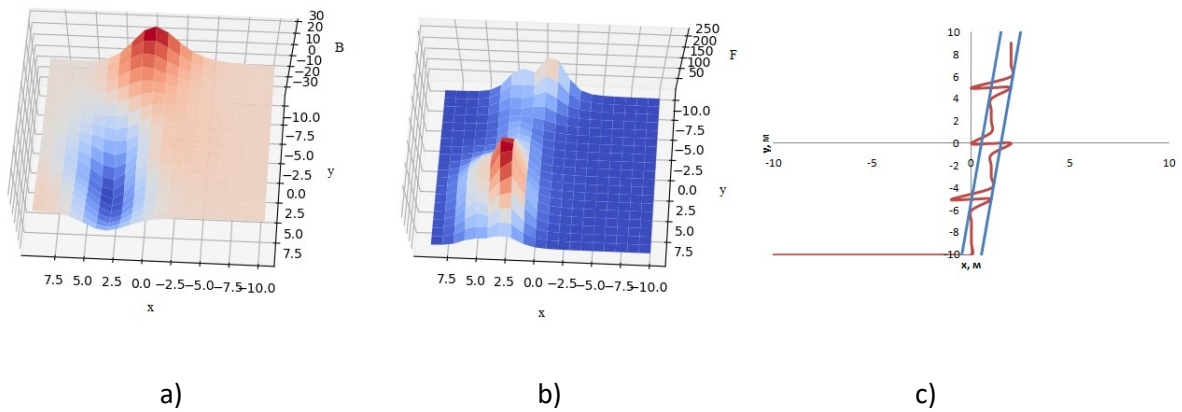 30
20
10
0
−10
−20
−30
B
−10.0
−7.5
−5.0
−2.5
0.0
2.5
5.0
7.5
y
7.5 5.0 2.5 0.0 −2.5 −5.0 −7.5 −10.0
x
a)
250
200
150
100
50
F
−10.0
−7.5
−5.0
−2.5
0.0
2.5
5.0
7.5
y
7.5 5.0 2.5 0.0 −2.5 −5.0 −7.5 −10.0
x
b)
10
8
6
4
2
0
-2
-4
-6
-8
-10
y, м
-10 -5 0 5 10
x, м
c)